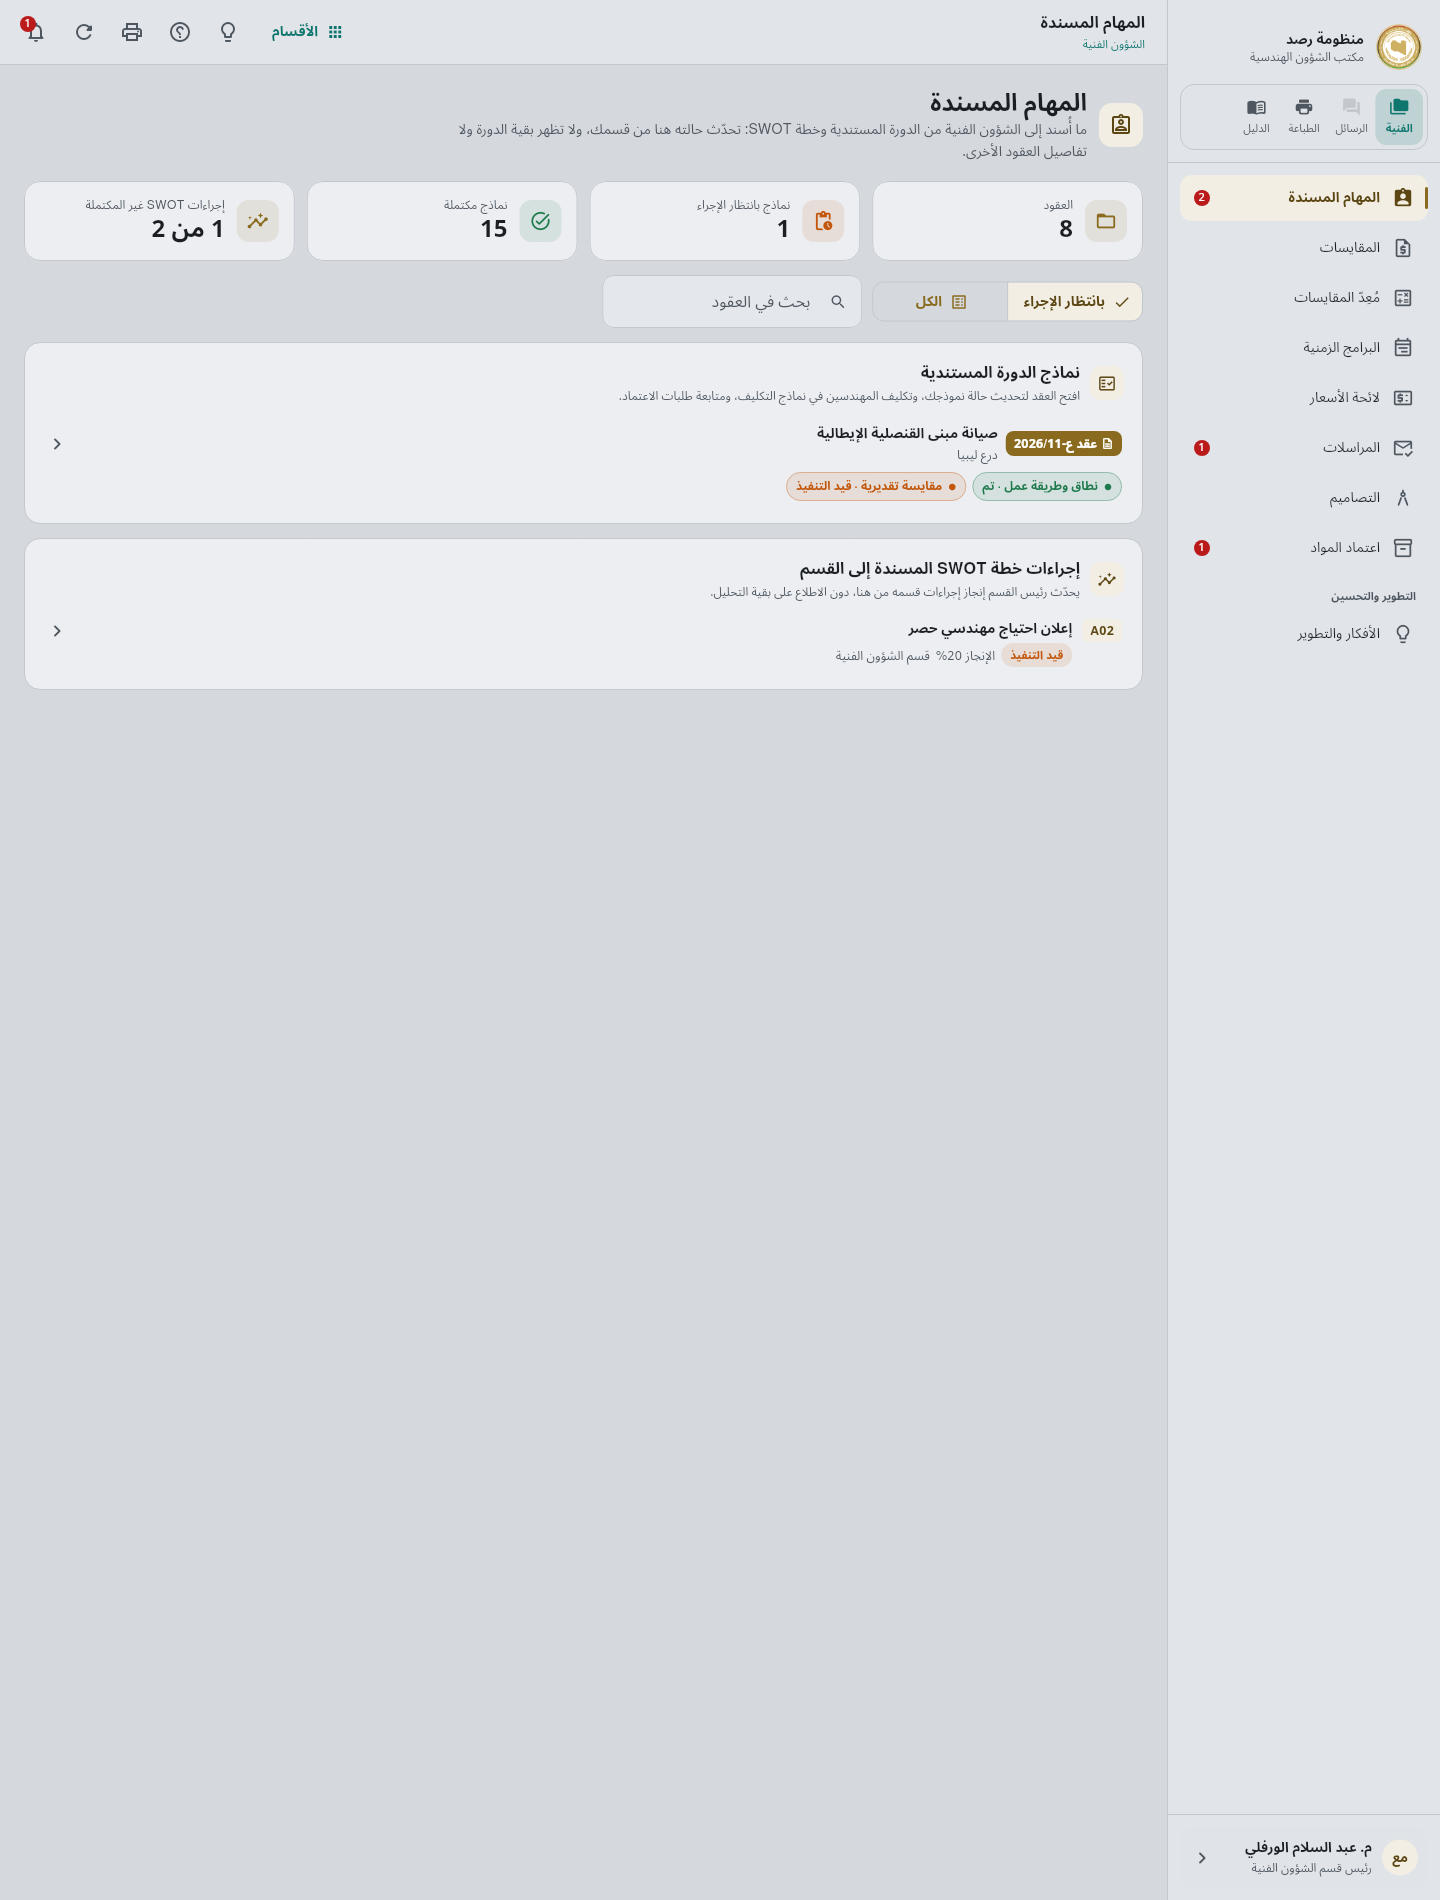 منظومة رصد
مكتب الشؤون الهندسية
الفنية
الرسائل
الطباعة
الدليل
المهام المسندة
2
المقايسات
مُعِدّ المقايسات
البرامج الزمنية
لائحة الأسعار
المراسلات
1
التصاميم
اعتماد المواد
1
التطوير والتحسين
الأفكار والتطوير
م. عبد السلام الورفلي
رئيس قسم الشؤون الفنية
مع
المهام المسندة
الشؤون الفنية
الأقسام
1
المهام المسندة
ما أُسند إلى الشؤون الفنية من الدورة المستندية وخطة SWOT: تحدّث حالته هنا من قسمك، ولا تظهر بقية الدورة ولا
تفاصيل العقود الأخرى.
العقود
8
نماذج بانتظار الإجراء
1
نماذج مكتملة
15
إجراءات SWOT غير المكتملة
1 من 2
بانتظار الإجراء
الكل
بحث في العقود
نماذج الدورة المستندية
افتح العقد لتحديث حالة نموذجك، وتكليف المهندسين في نماذج التكليف، ومتابعة طلبات الاعتماد.
عقد ع-2026/11
صيانة مبنى القنصلية الإيطالية
درع ليبيا
نطاق وطريقة عمل · تم
مقايسة تقديرية · قيد التنفيذ
إجراءات خطة SWOT المسندة إلى القسم
يحدّث رئيس القسم إنجاز إجراءات قسمه من هنا، دون الاطلاع على بقية التحليل.
A02
إعلان احتياج مهندسي حصر
قيد التنفيذ
الإنجاز 20%
قسم الشؤون الفنية